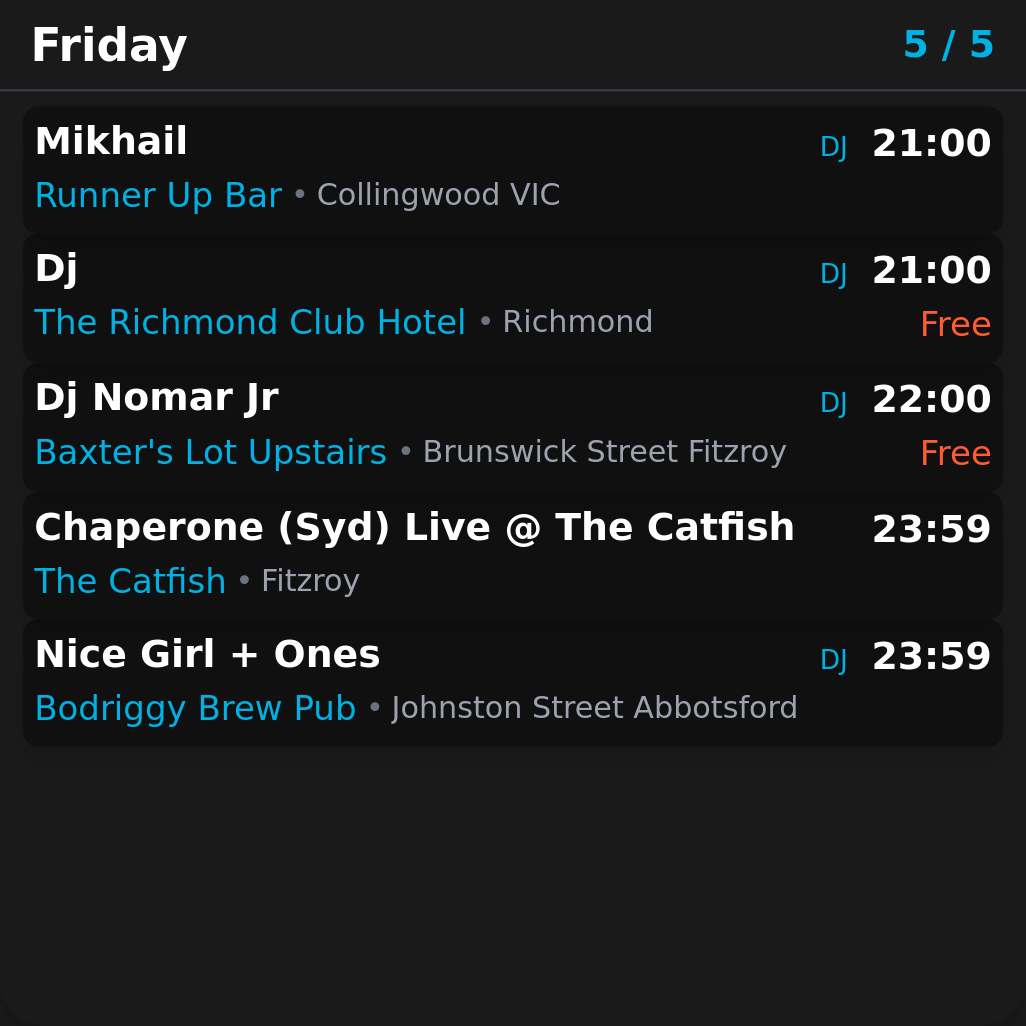 Friday 5 / 5
Mikhail DJ 21:00
Runner Up Bar • Collingwood VIC
Dj DJ 21:00
The Richmond Club Hotel • Richmond Free
Dj Nomar Jr DJ 22:00
Baxter's Lot Upstairs • Brunswick Street Fitzroy Free
Chaperone (Syd) Live @ The Catfish 23:59
The Catfish • Fitzroy
Nice Girl + Ones DJ 23:59
Bodriggy Brew Pub • Johnston Street Abbotsford